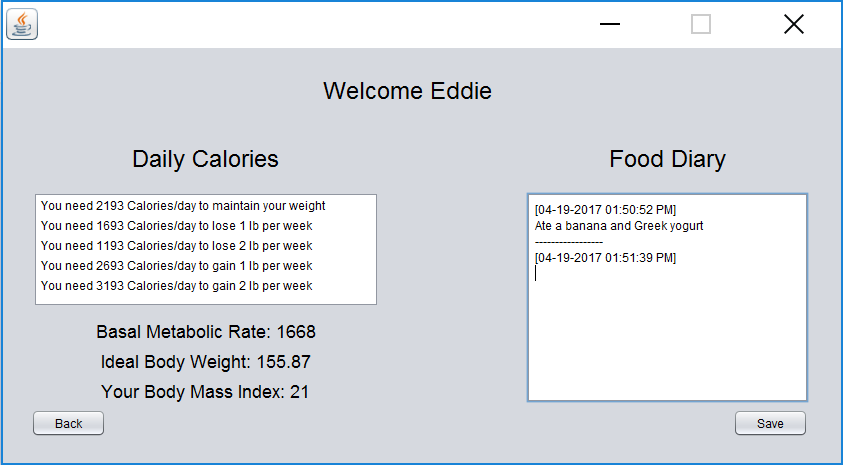 Welcome Eddie
Daily Calories
You need 2193 Calories/day to maintain your weight
You need 1693 Calories/day to lose 1 lb per week
You need 1193 Calories/day to lose 2 lb per week
You need 2693 Calories/day to gain 1 lb per week
You need 3193 Calories/day to gain 2 lb per week
Basal Metabolic Rate: 1668
Ideal Body Weight: 155.87
Your Body Mass Index: 21
Back
Food Diary
[04-19-2017 01:50:52 PM]
Ate a banana and Greek yogurt
-----------------
[04-19-2017 01:51:39 PM]
Save